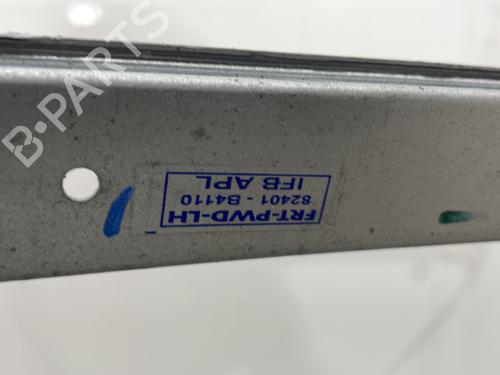 B-PARTS
FRT-PWD-LH
82401 - B4110
IFB APL